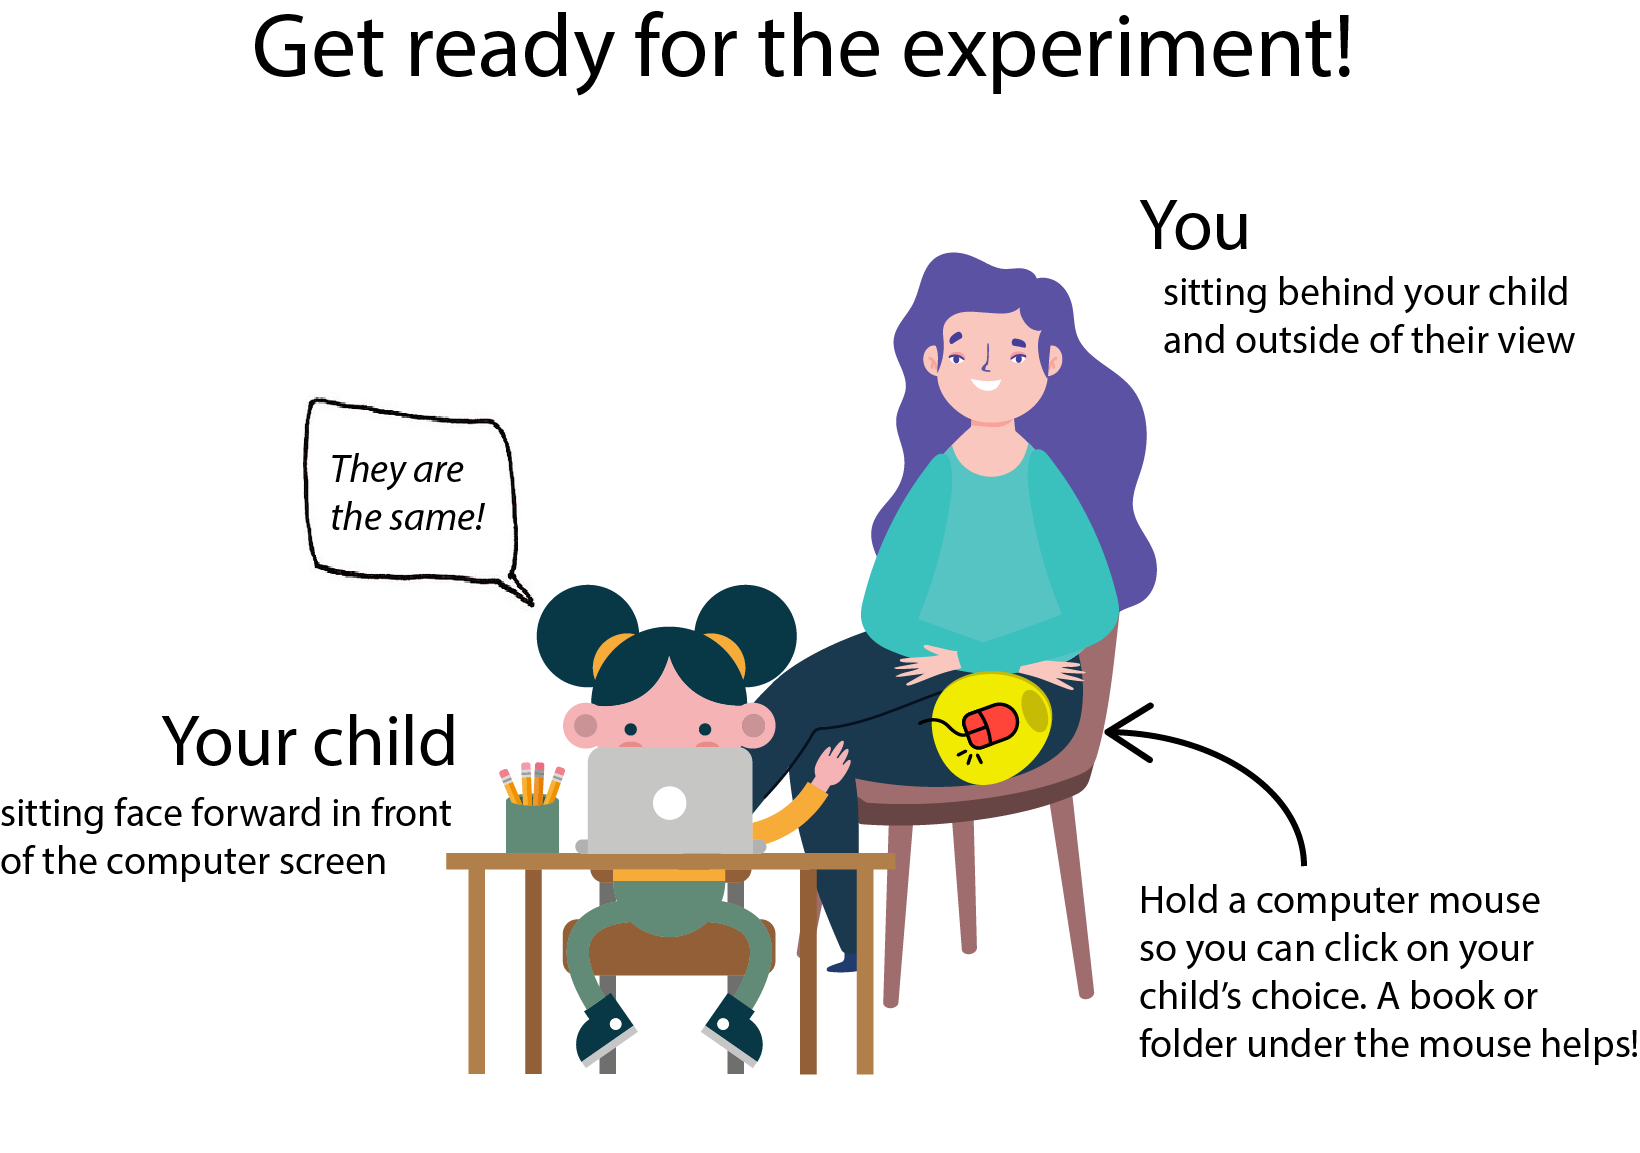 Get ready for the experiment!
You
sitting behind your child
and outside of their view
They are
the same!
Your child
sitting face forward in front
of the computer screen
Hold a computer mouse
so you can click on your
child’s choice. A book or
folder under the mouse helps!